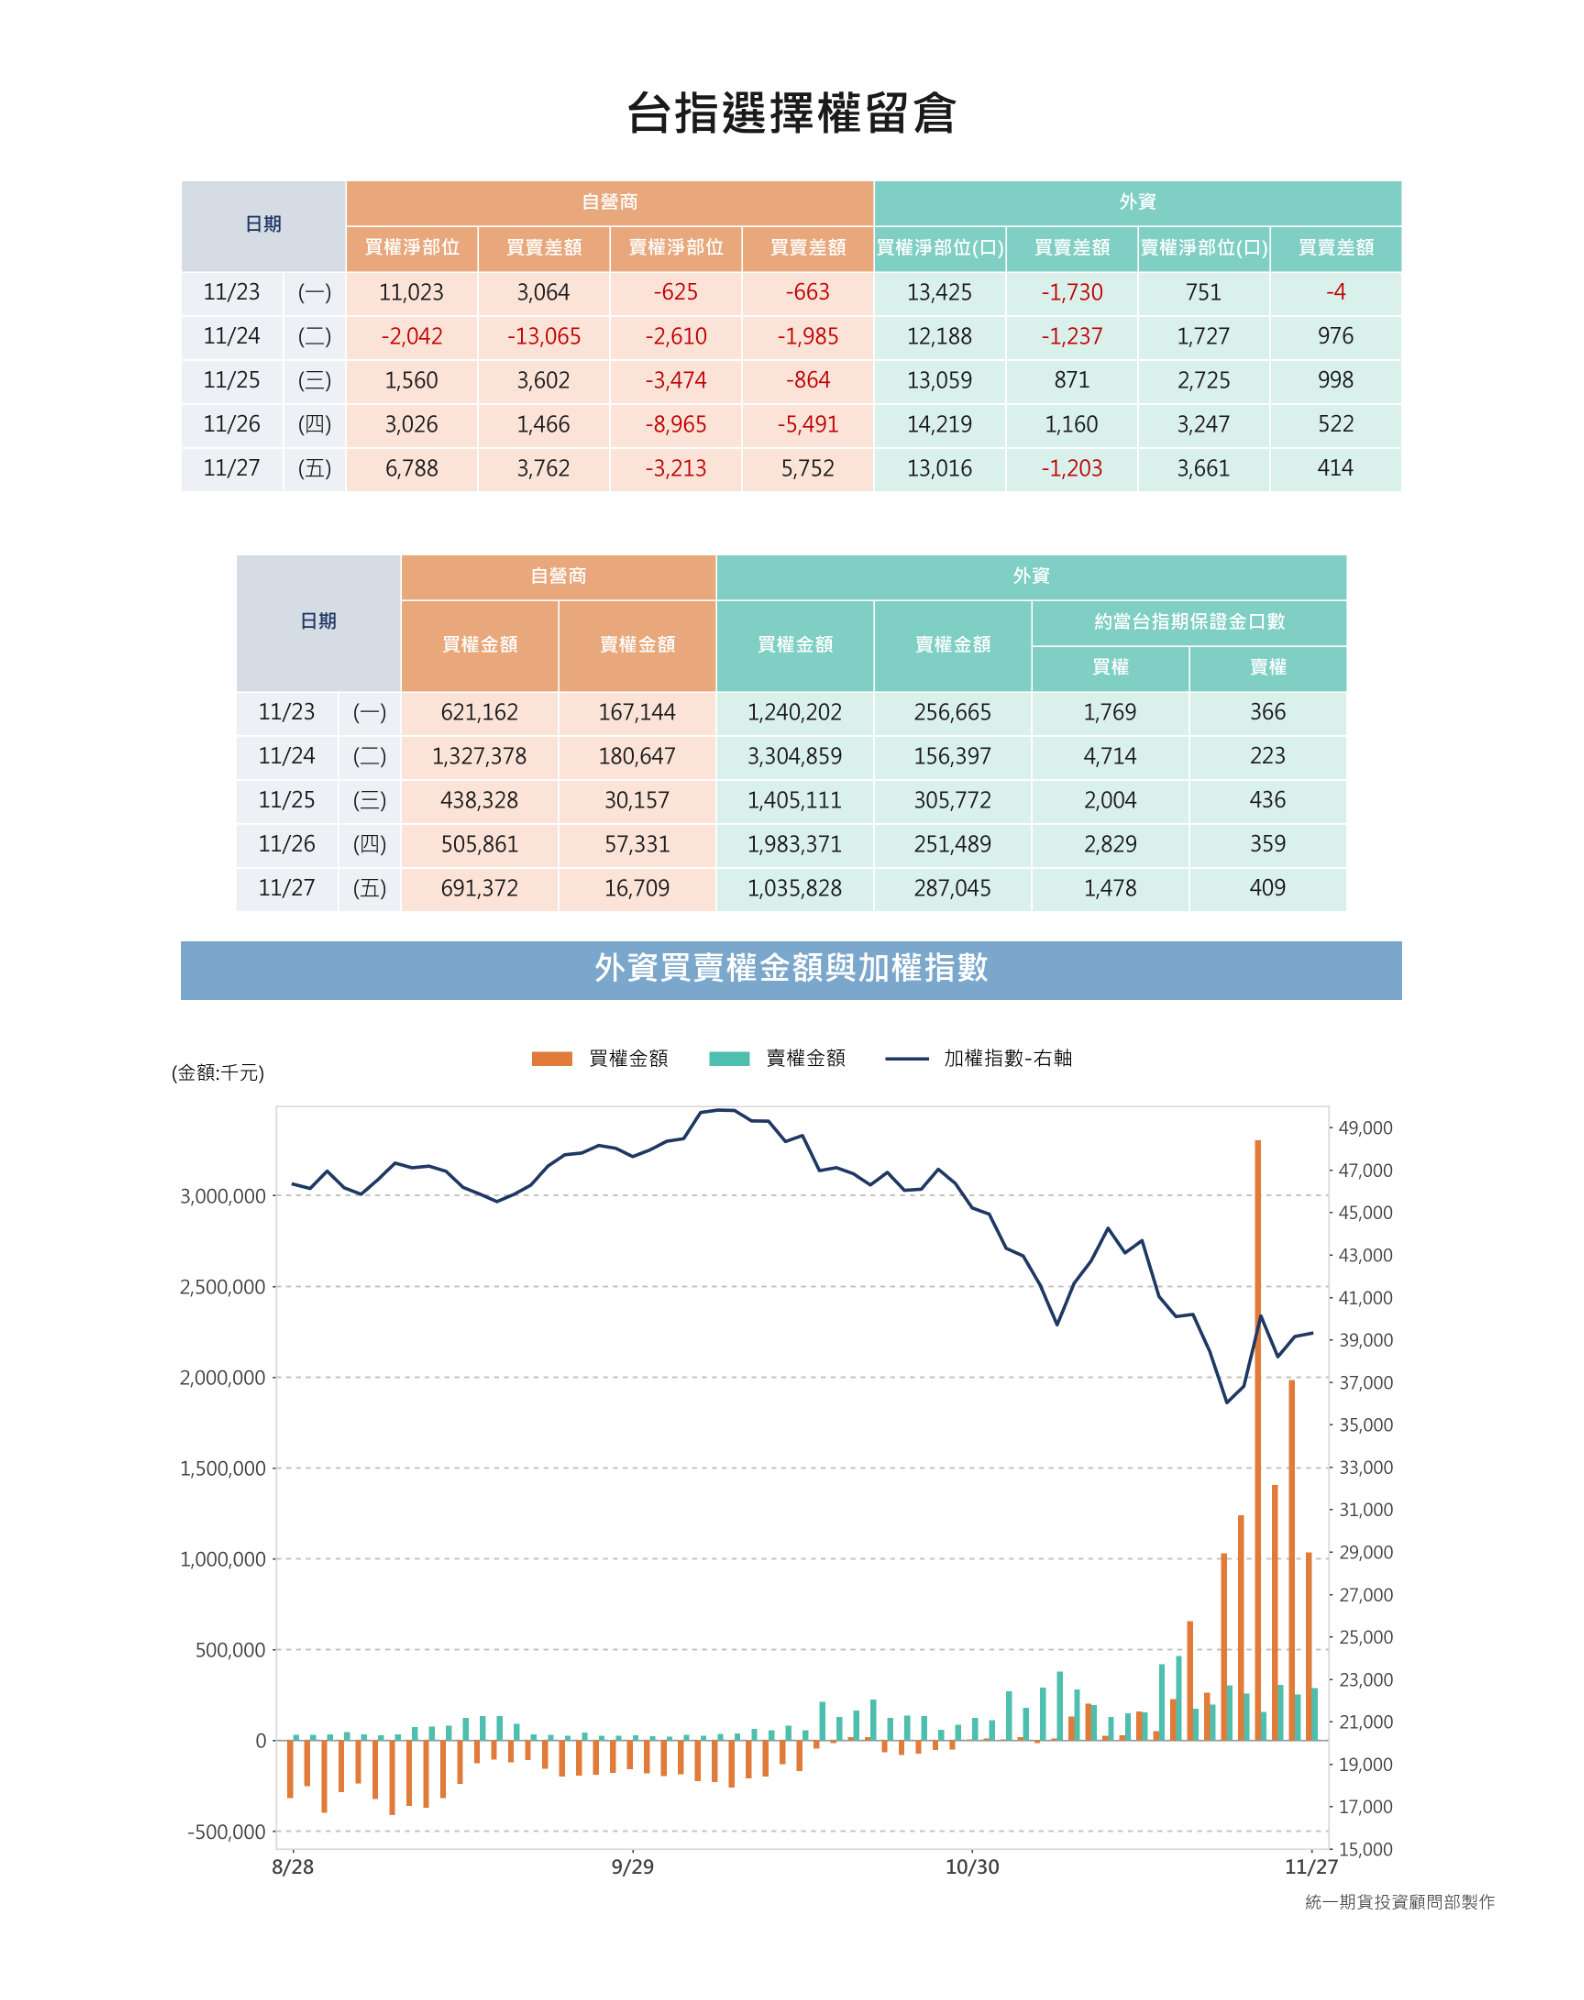 台指選擇權留倉
日期 自營商 外資
買權淨部位 買賣差額 賣權淨部位 買賣差額 買權淨部位(口) 買賣差額 賣權淨部位(口) 買賣差額
11/23 (一) 11,023 3,064 -625 -663 13,425 -1,730 751 -4
11/24 (二) -2,042 -13,065 -2,610 -1,985 12,188 -1,237 1,727 976
11/25 (三) 1,560 3,602 -3,474 -864 13,059 871 2,725 998
11/26 (四) 3,026 1,466 -8,965 -5,491 14,219 1,160 3,247 522
11/27 (五) 6,788 3,762 -3,213 5,752 13,016 -1,203 3,661 414
日期 自營商 外資
買權金額 賣權金額 買權金額 賣權金額 約當台指期保證金口數
買權 賣權
11/23 (一) 621,162 167,144 1,240,202 256,665 1,769 366
11/24 (二) 1,327,378 180,647 3,304,859 156,397 4,714 223
11/25 (三) 438,328 30,157 1,405,111 305,772 2,004 436
11/26 (四) 505,861 57,331 1,983,371 251,489 2,829 359
11/27 (五) 691,372 16,709 1,035,828 287,045 1,478 409
外資買賣權金額與加權指數
買權金額 賣權金額 加權指數-右軸
(金額:千元)
3,000,000
2,500,000
2,000,000
1,500,000
1,000,000
500,000
0
-500,000
49,000
47,000
45,000
43,000
41,000
39,000
37,000
35,000
33,000
31,000
29,000
27,000
25,000
23,000
21,000
19,000
17,000
15,000
8/28 9/29 10/30 11/27
統一期貨投資顧問部製作